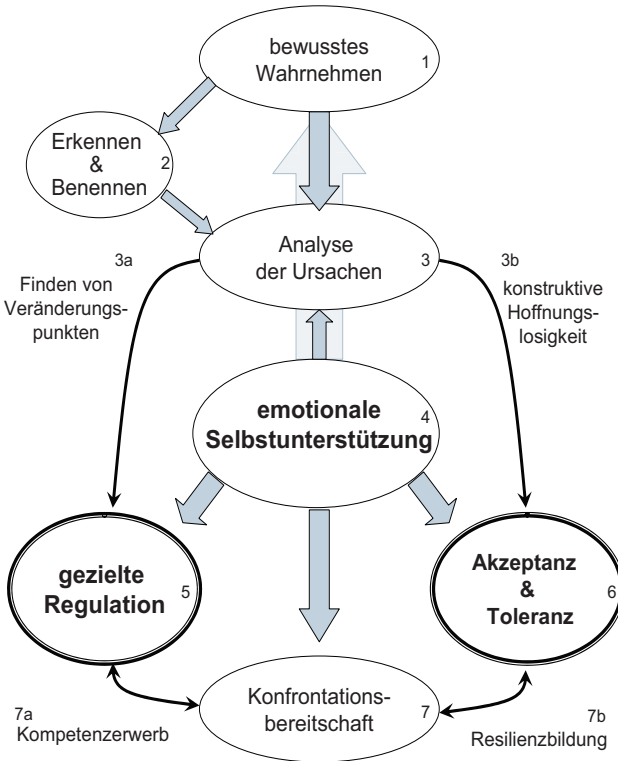 bewusstes
Wahrnehmen
1
Erkennen
&
Benennen
2
Analyse
der Ursachen
3
3a
Finden von
Veränderungs-
punkten
3b
konstruktive
Hoffnungs-
losigkeit
emotionale
Selbstunterstützung
4
gezielte
Regulation
5
Akzeptanz
&
Toleranz
6
Konfrontations-
bereitschaft
7
7a
Kompetenzerwerb
7b
Resilienzbildung